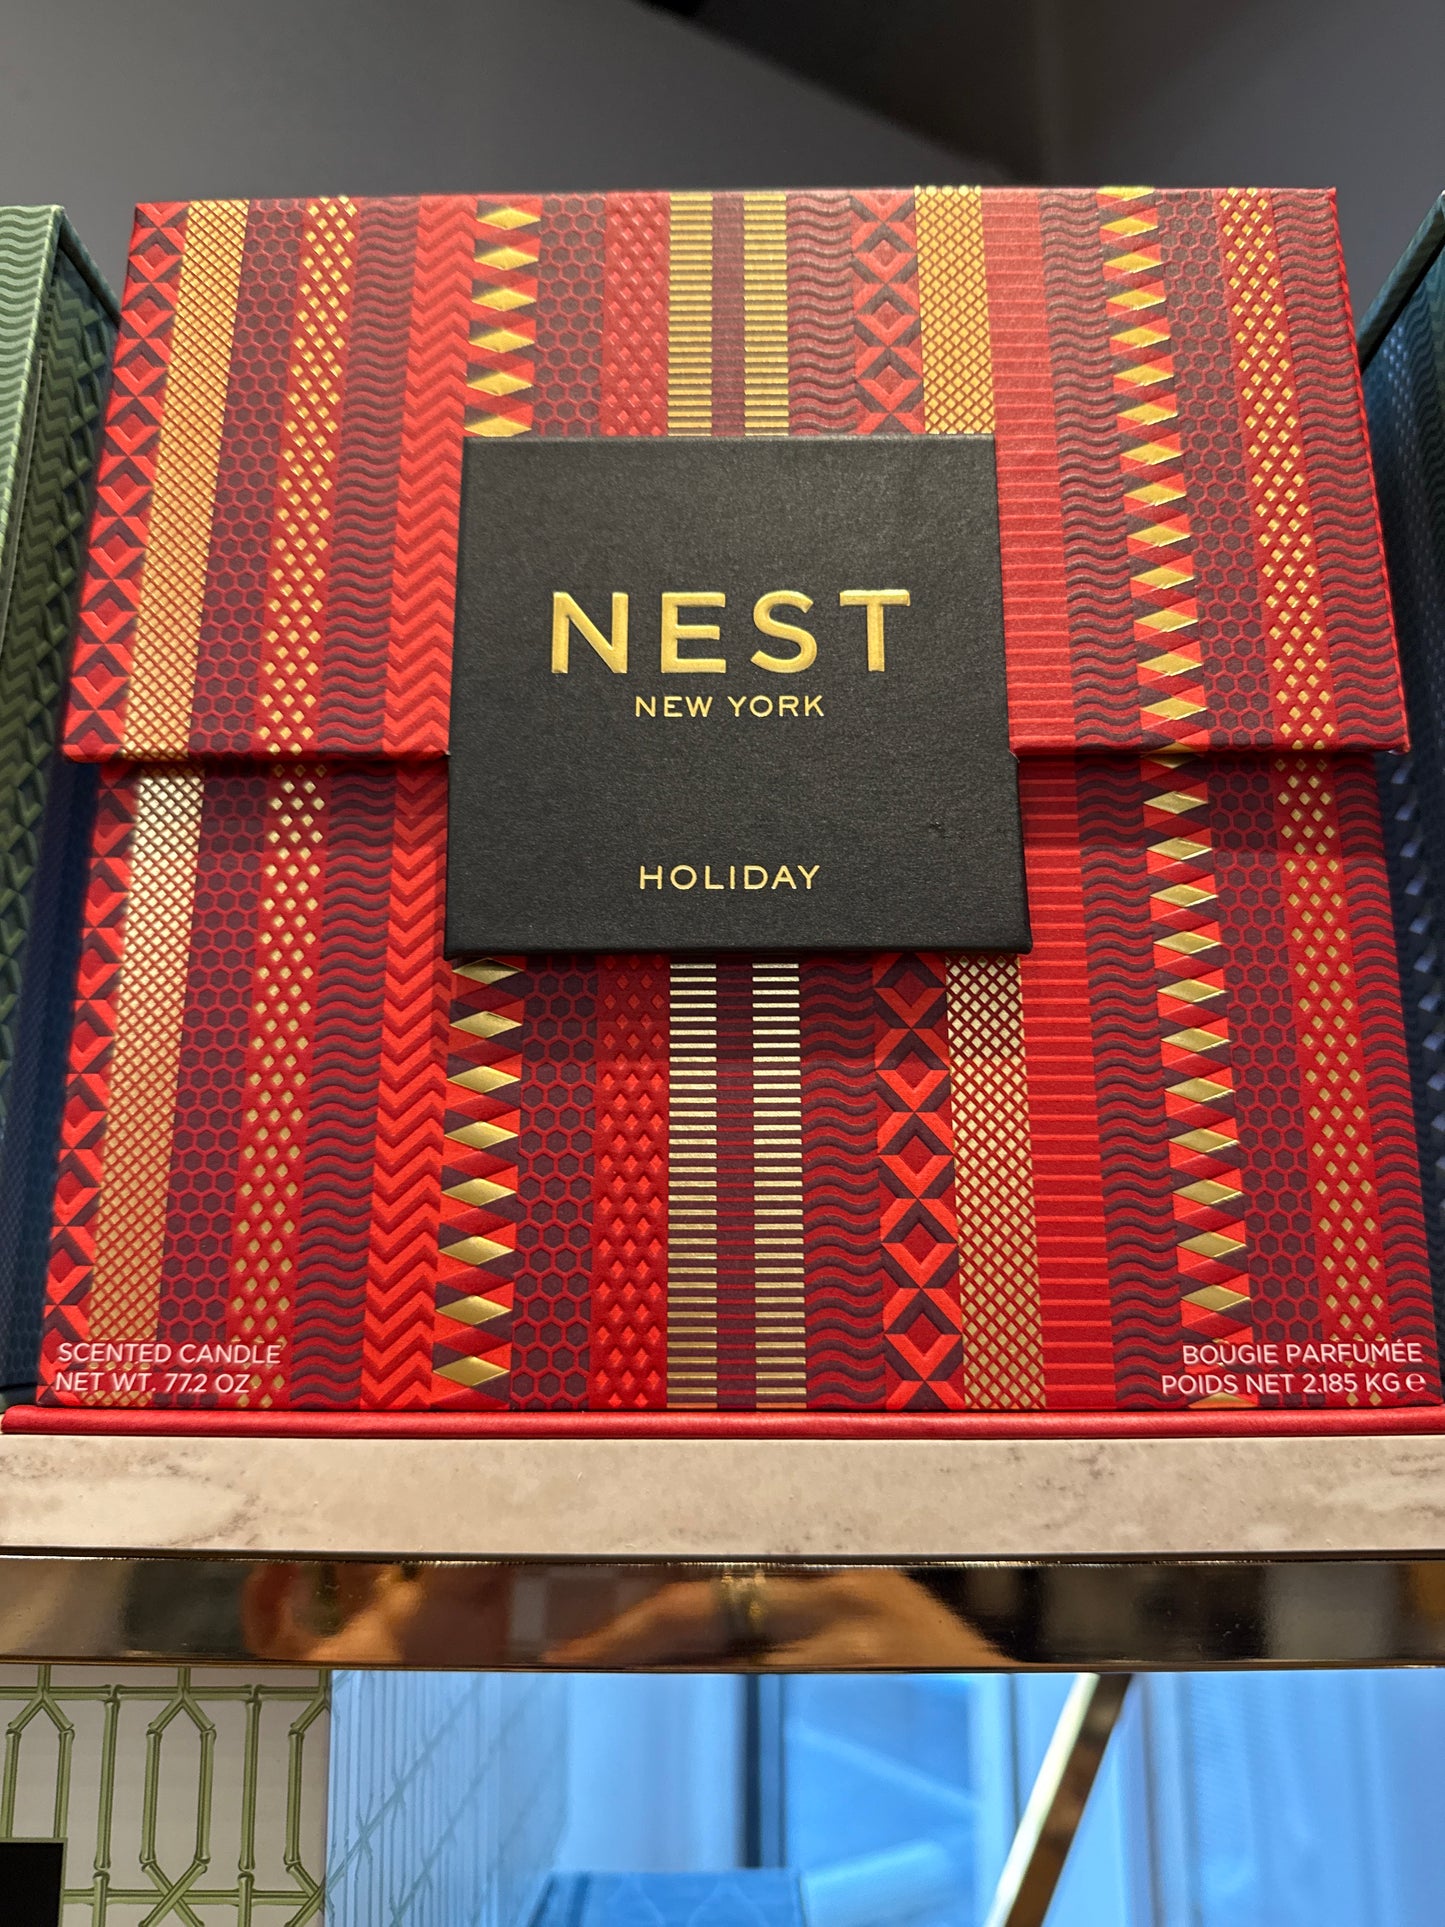 NEST
NEW YORK
HOLIDAY
SCENTED CANDLE
NET WT. 77.2 OZ
BOUGIE PARFUMÉE
POIDS NET 2.185 KG ℮